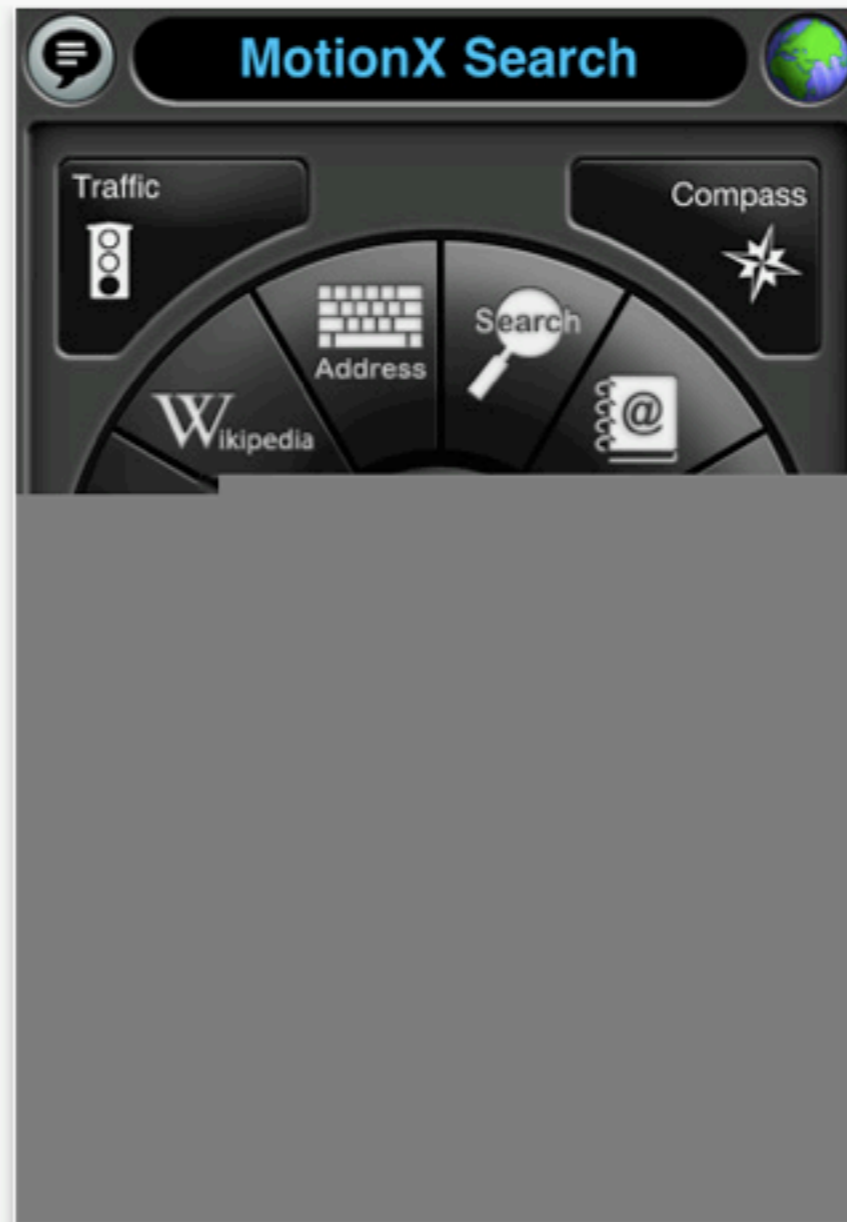 MotionX Search
Traffic
Compass
Address
Search
Wikipedia
@